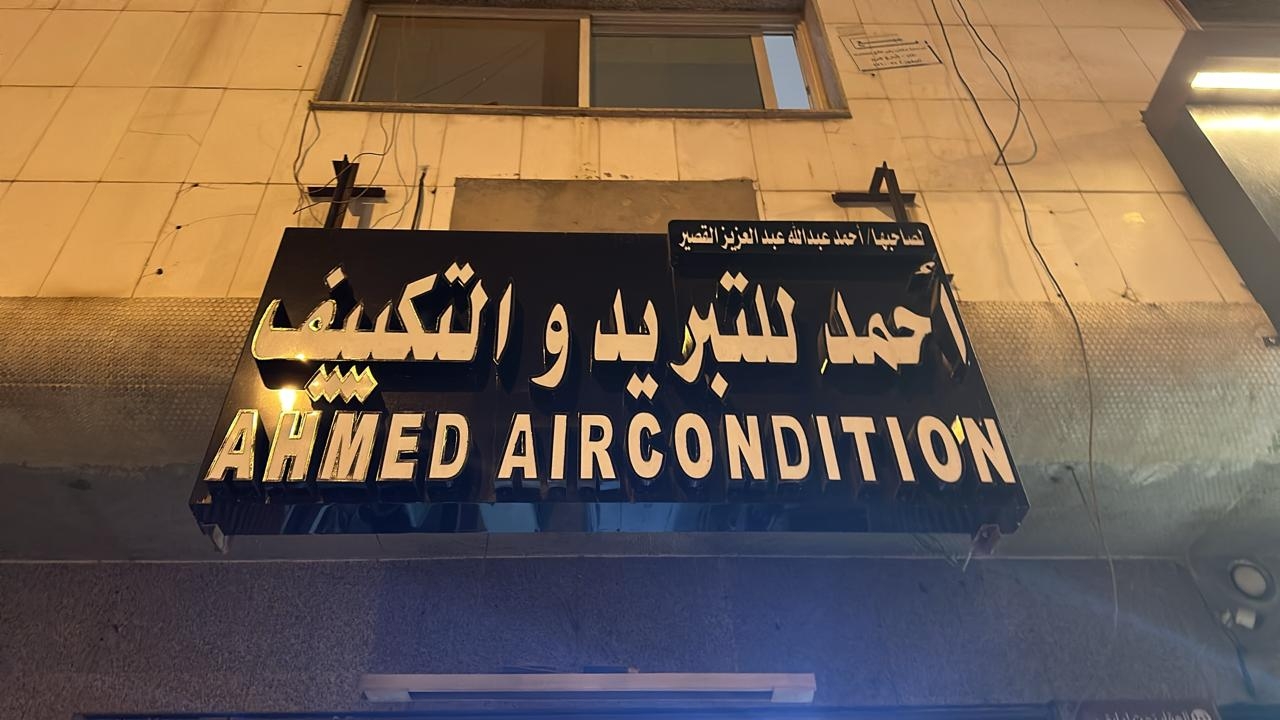 لصاحبها/ أحمد عبدالله عبد العزيز القصير
أحمد للتبريد و التكييف
AHMED AIRCONDITION